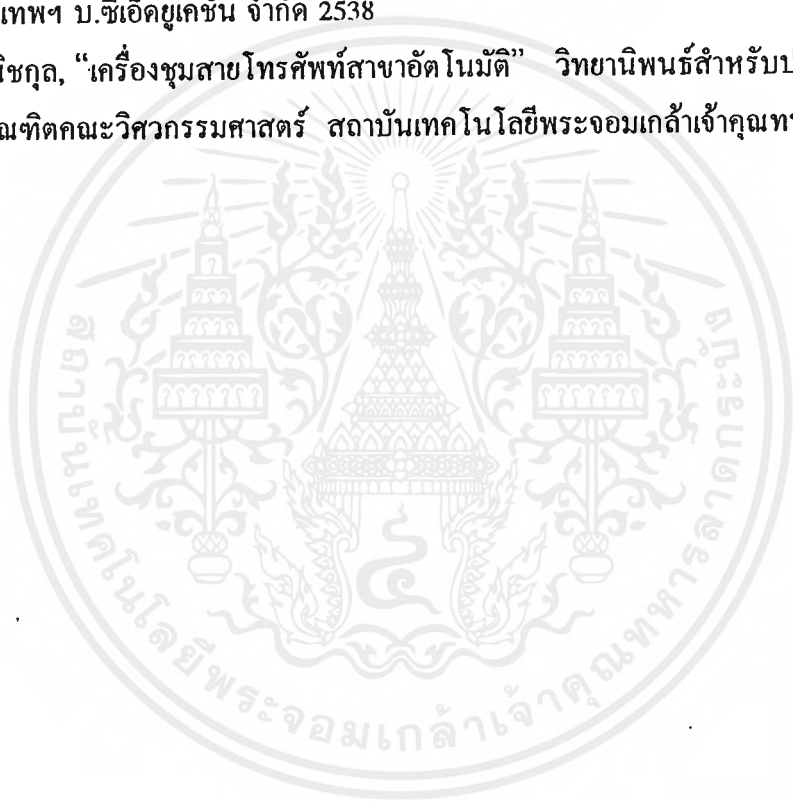 เทพฯ บ.ซีเอ็ดยูเคชั่น จำกัด 2538
นิชกุล, “เครื่องชุมสายโทรศัพท์สาขาอัตโนมัติ” วิทยานิพนธ์สำหรับป
ณฑิตคณะวิศวกรรมศาสตร์ สถาบันเทคโนโลยีพระจอมเกล้าเจ้าคุณท
สถาบันเทคโนโลยีพระจอมเกล้าเจ้าคุณทหารลาดกระบัง